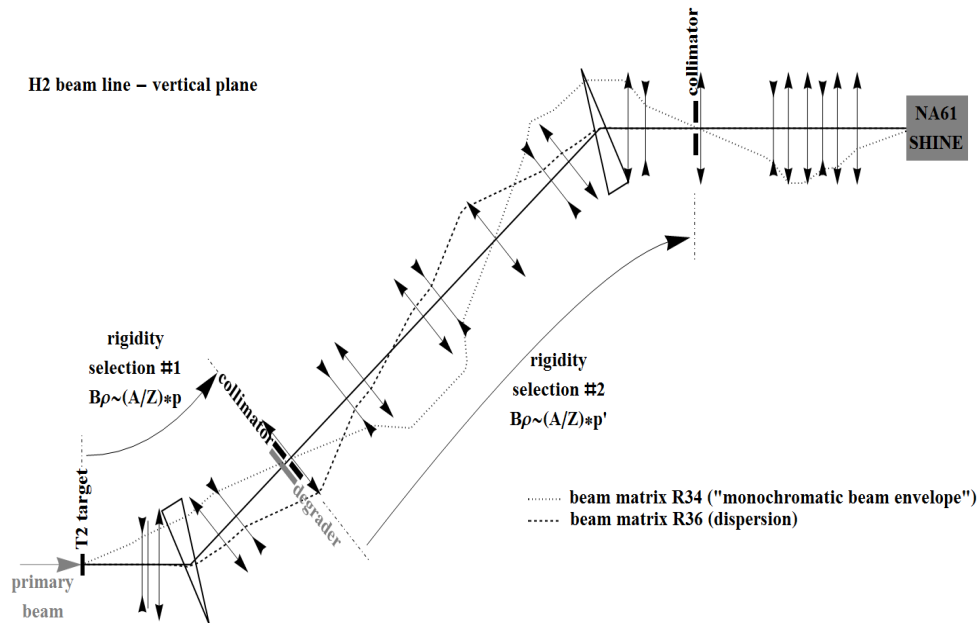 H2 beam line – vertical plane
collimator
NA61
SHINE
rigidity
selection #1
Bρ~(A/Z)*p
collimator
degrader
rigidity
selection #2
Bρ~(A/Z)*p'
T2 target
primary
beam
beam matrix R34 ("monochromatic beam envelope")
beam matrix R36 (dispersion)